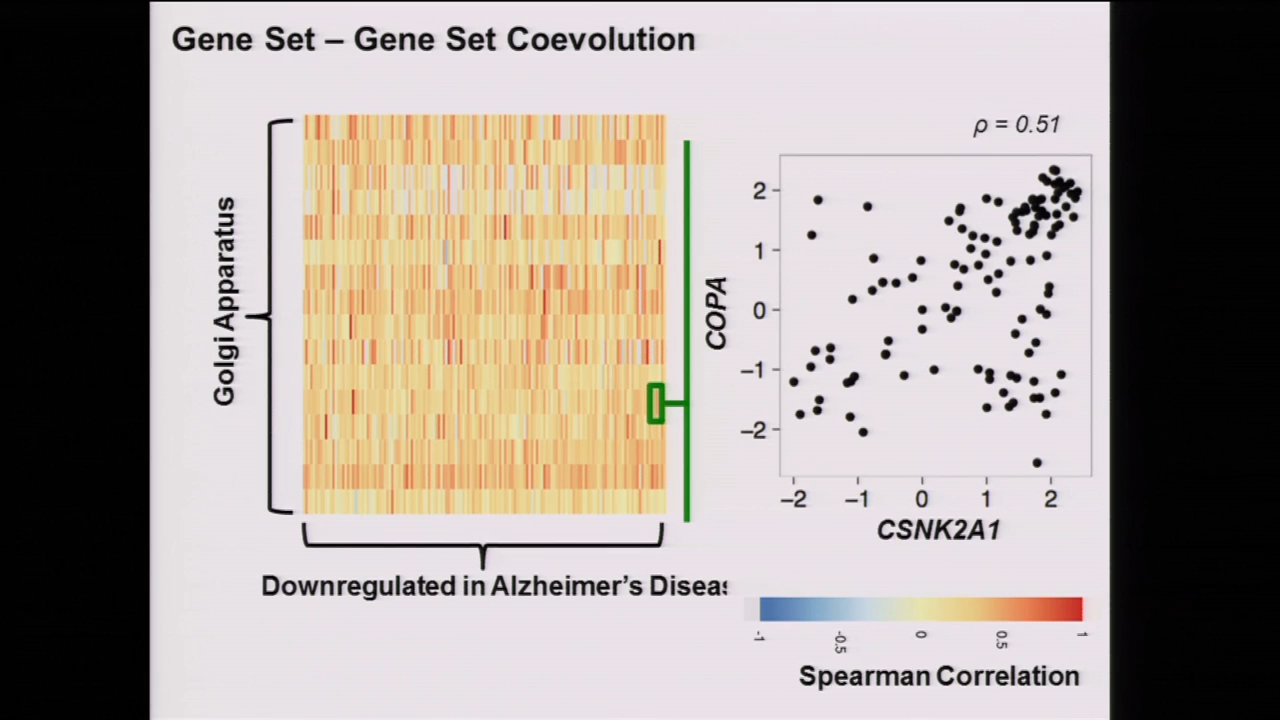 Gene Set – Gene Set Coevolution
ρ = 0.51
Golgi Apparatus
COPA
2
1
0
−1
−2
−2 −1 0 1 2
CSNK2A1
Downregulated in Alzheimer's Diseas
-1 -0.5 0 0.5 1
Spearman Correlation